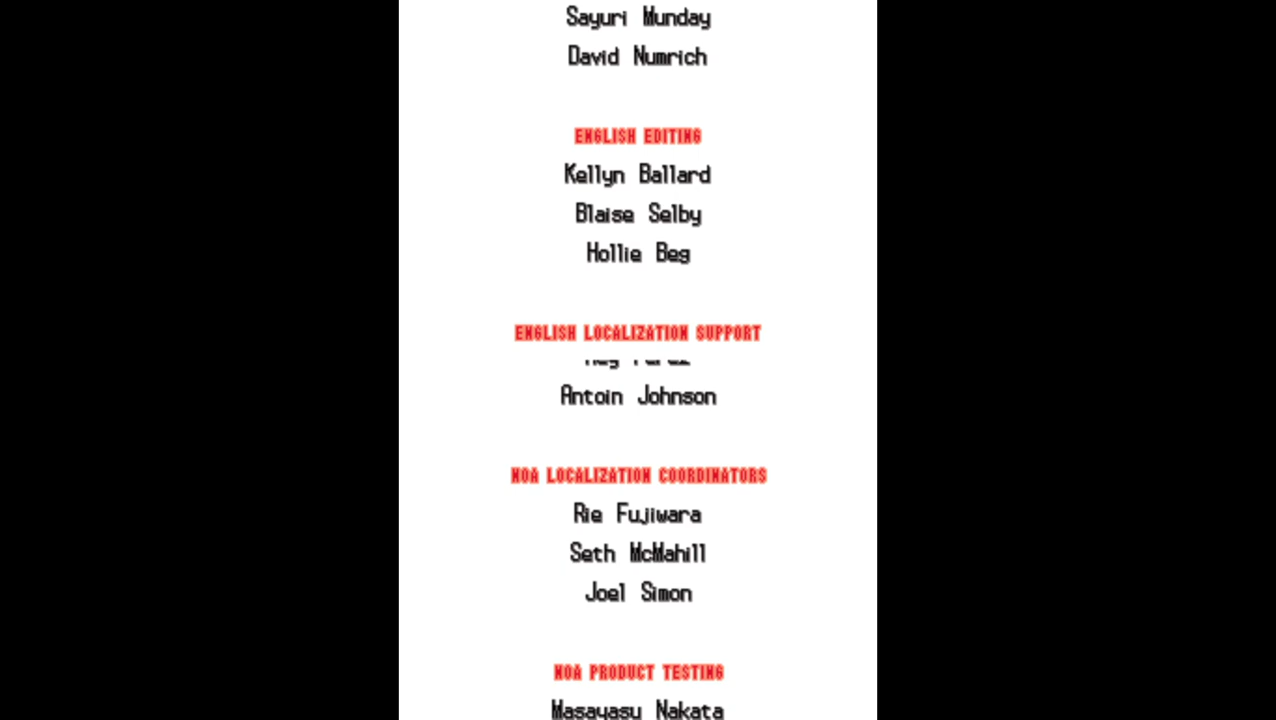 Sayuri Munday
David Numrich
ENGLISH EDITING
Kellyn Ballard
Blaise Selby
Hollie Beg
ENGLISH LOCALIZATION SUPPORT
Antoin Johnson
NOA LOCALIZATION COORDINATORS
Rie Fujiwara
Seth McMahill
Joel Simon
NOA PRODUCT TESTING
Masayasu Nakata